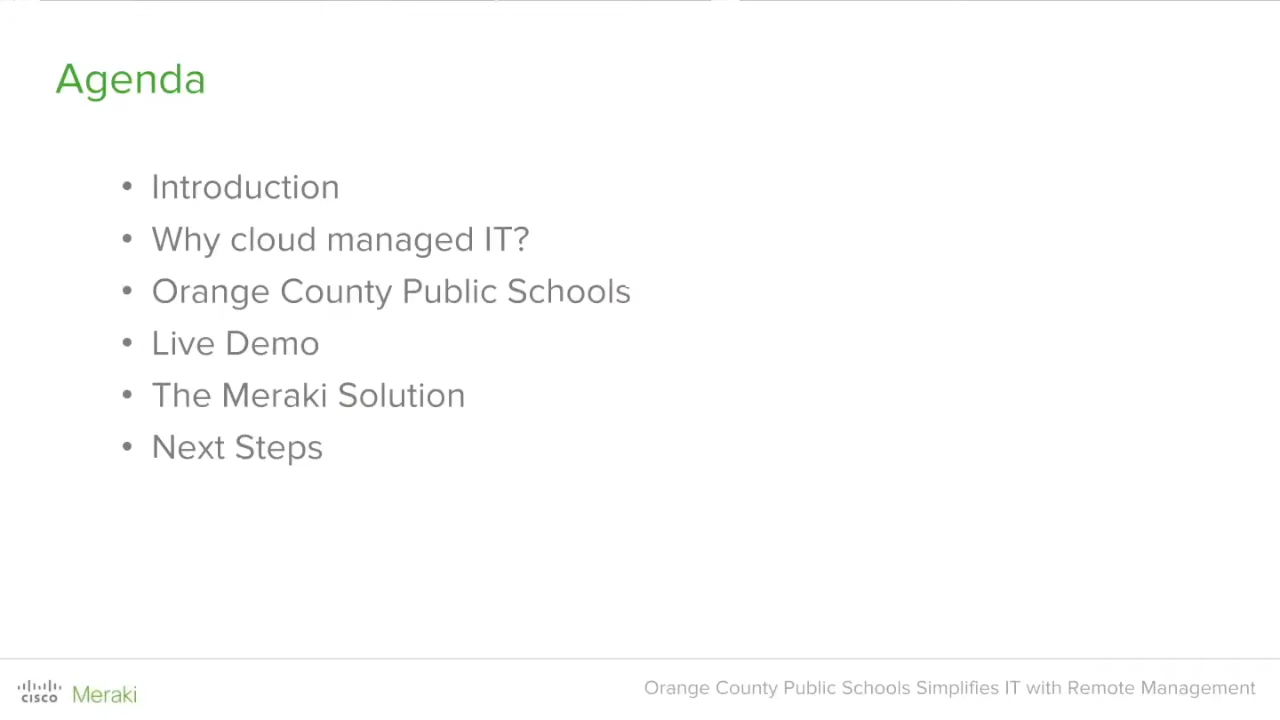 Agenda
• Introduction
• Why cloud managed IT?
• Orange County Public Schools
• Live Demo
• The Meraki Solution
• Next Steps
cisco Meraki
Orange County Public Schools Simplifies IT with Remote Management